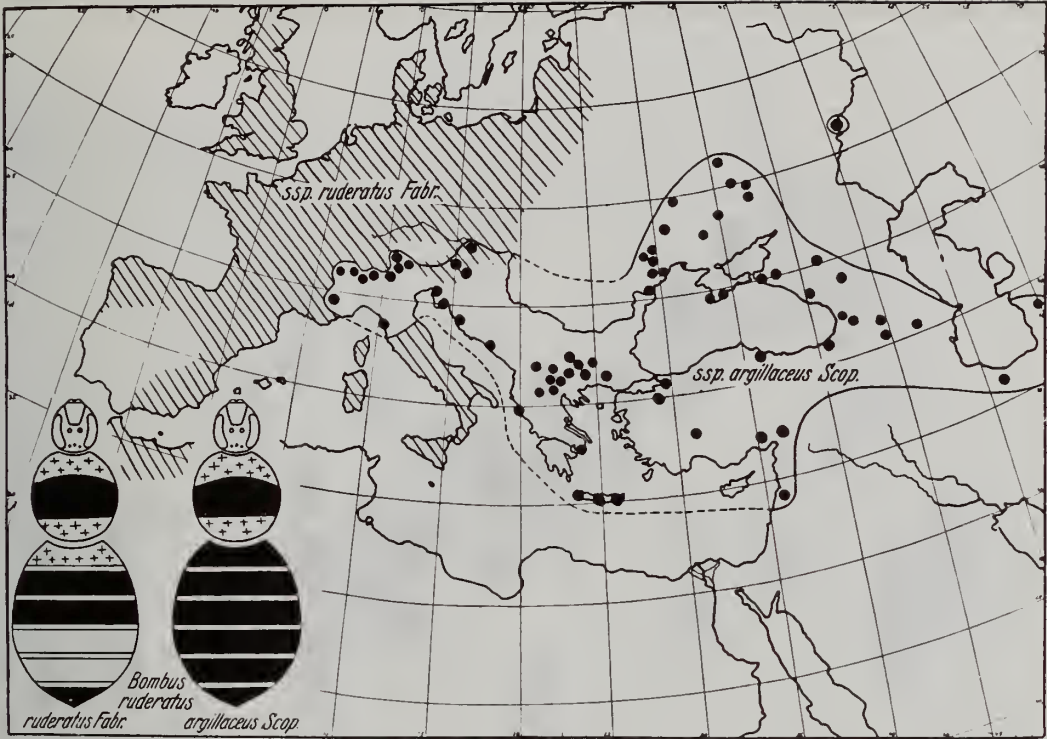 ssp. ruderatus Fabr.
ssp. argillaceus Scop.
Bombus
ruderatus
ruderatus Fabr.
argillaceus Scop.